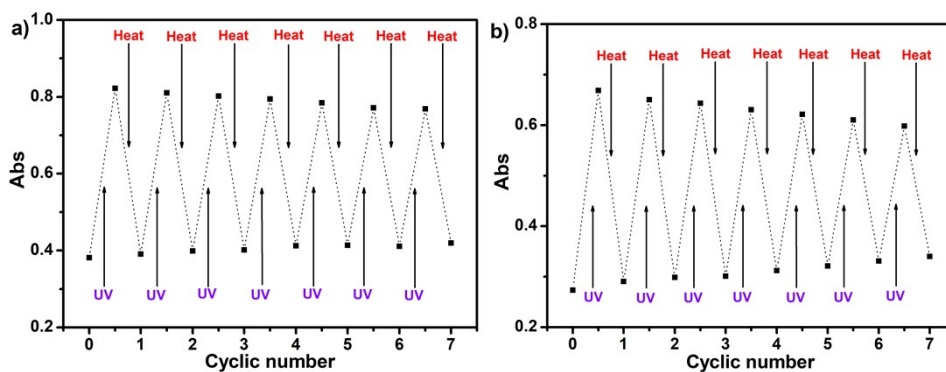 a)
1.0
0.8
0.6
0.4
0.2
Abs
Heat Heat Heat Heat Heat Heat Heat
UV UV UV UV UV UV UV
0 1 2 3 4 5 6 7
Cyclic number
b)
0.8
0.6
0.4
0.2
Abs
Heat Heat Heat Heat Heat Heat Heat
UV UV UV UV UV UV UV
0 1 2 3 4 5 6 7
Cyclic number